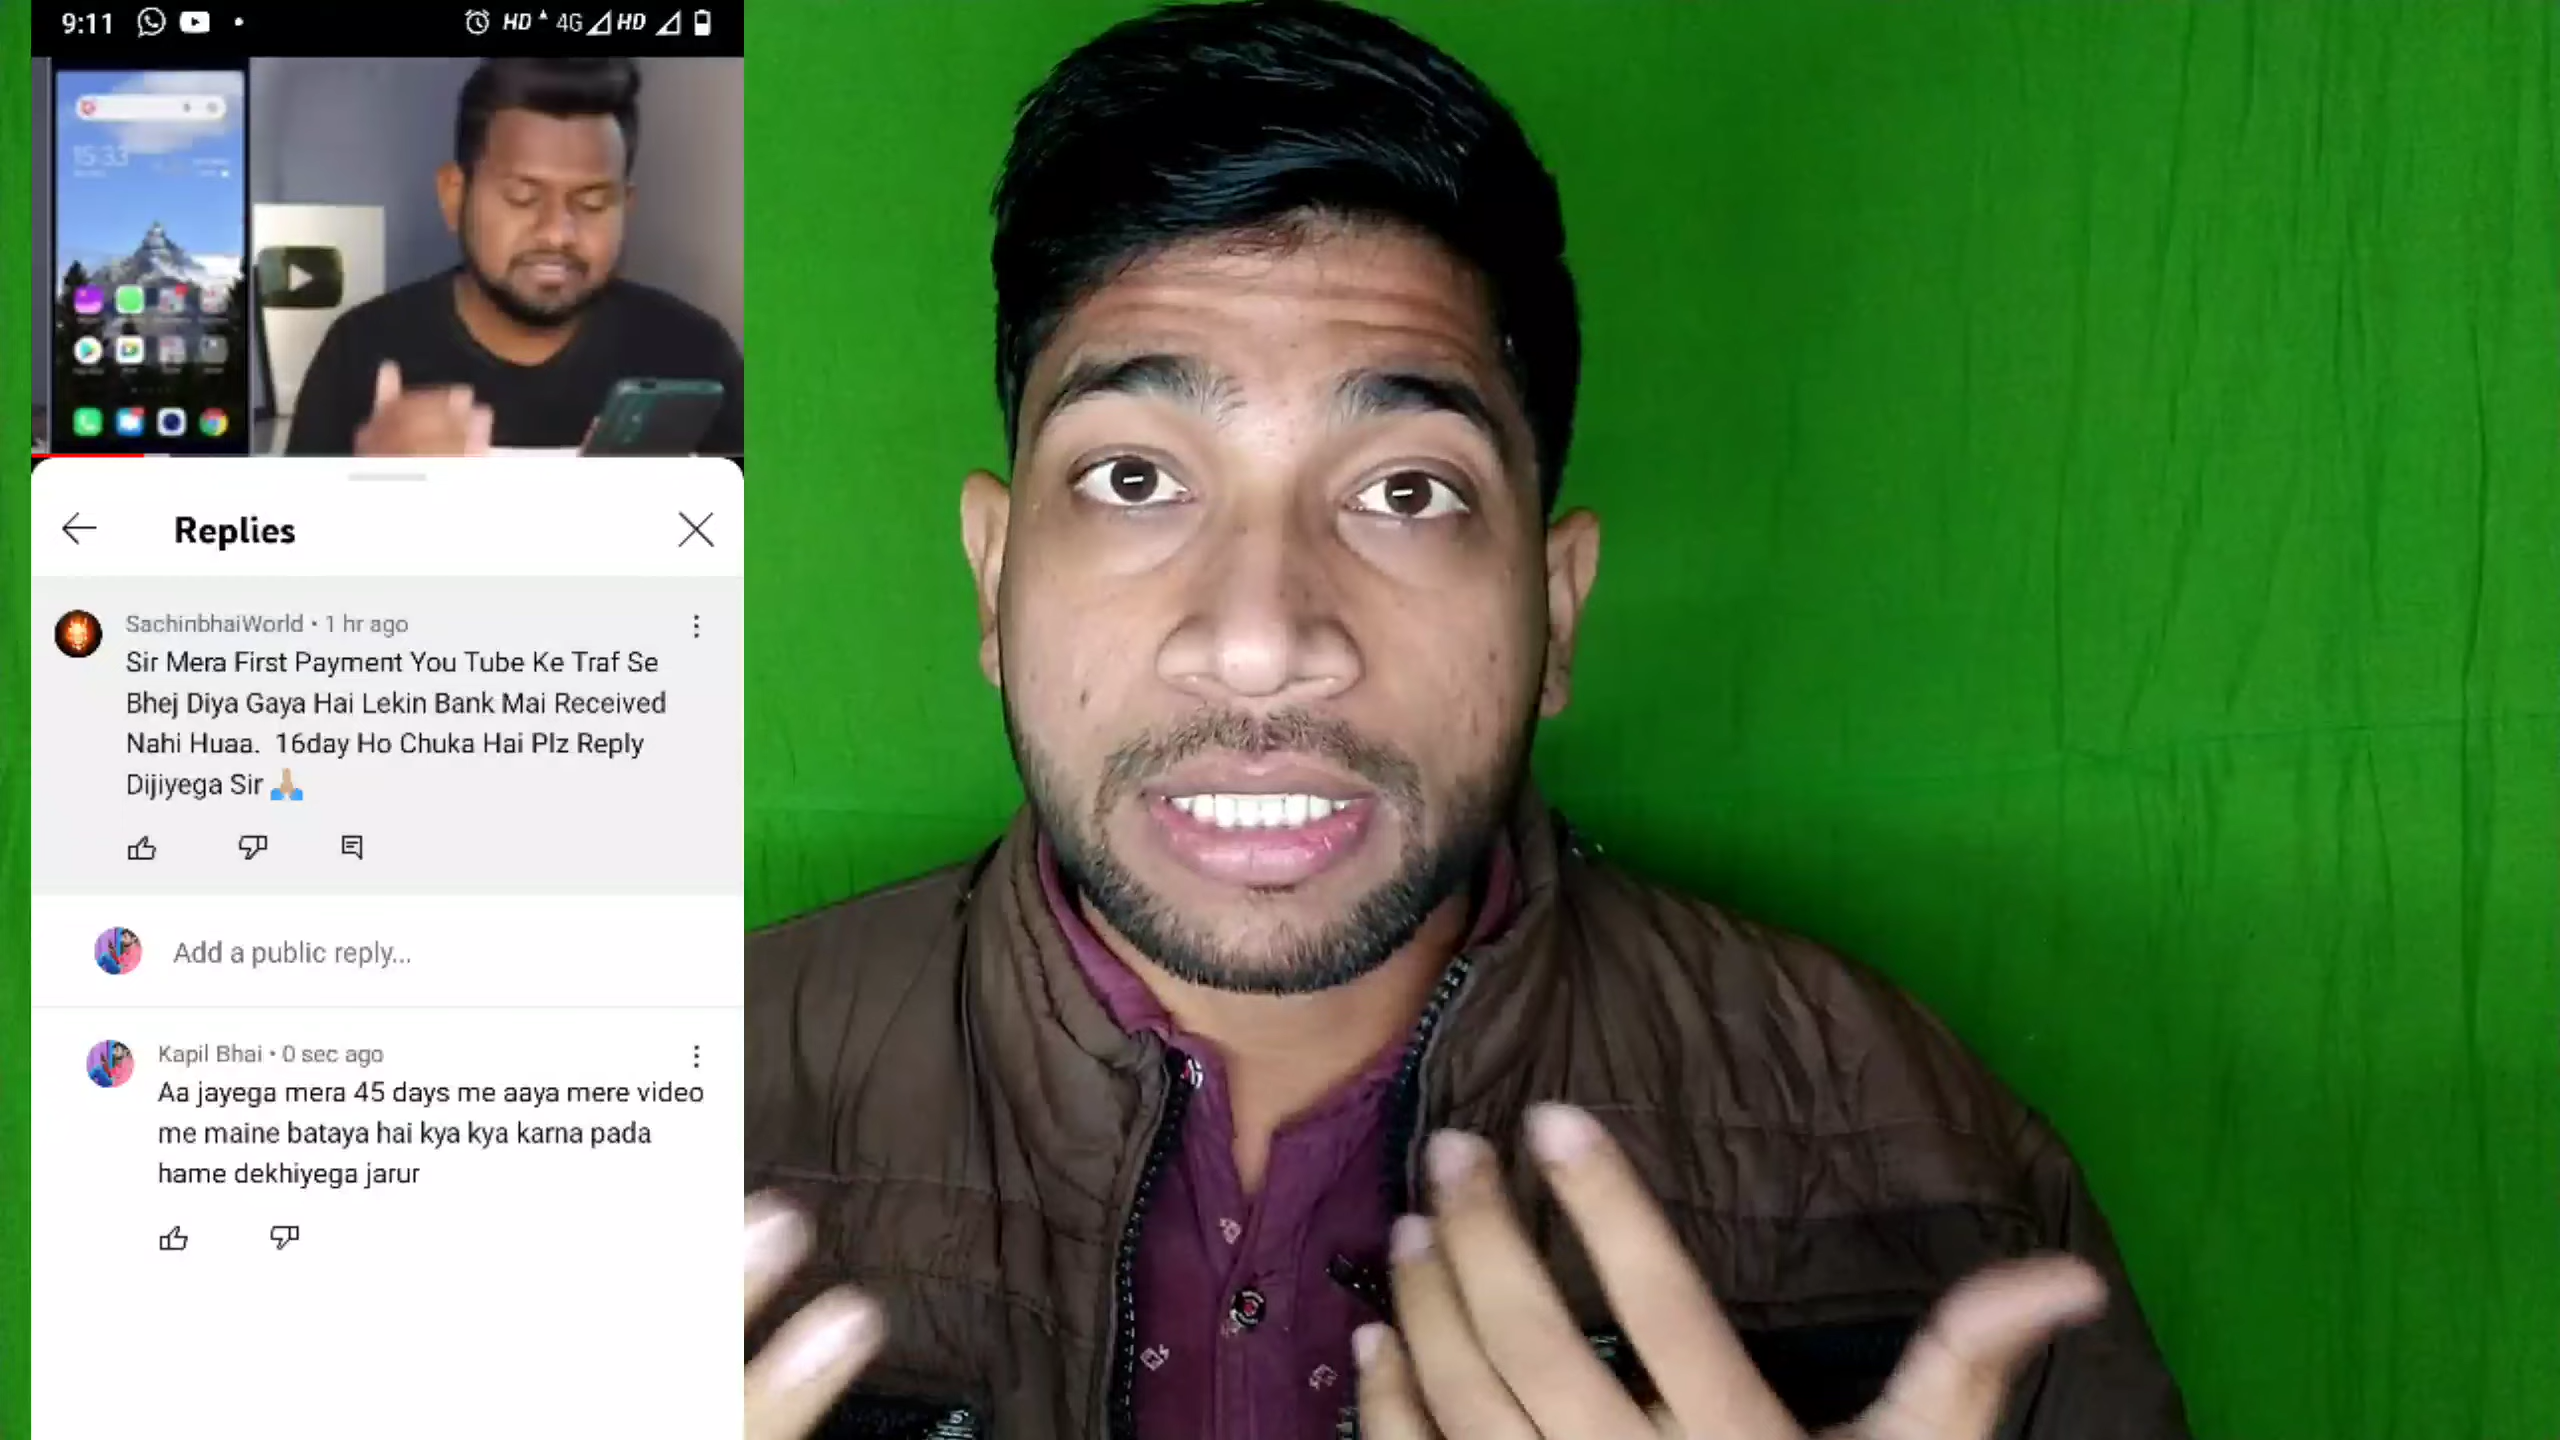 9:11 HD 4G HD
15:33
Replies
SachinbhaiWorld • 1 hr ago
Sir Mera First Payment You Tube Ke Traf Se
Bhej Diya Gaya Hai Lekin Bank Mai Received
Nahi Huaa. 16day Ho Chuka Hai Plz Reply
Dijiyega Sir 🙏🏼
Add a public reply...
Kapil Bhai • 0 sec ago
Aa jayega mera 45 days me aaya mere video
me maine bataya hai kya kya karna pada
hame dekhiyega jarur